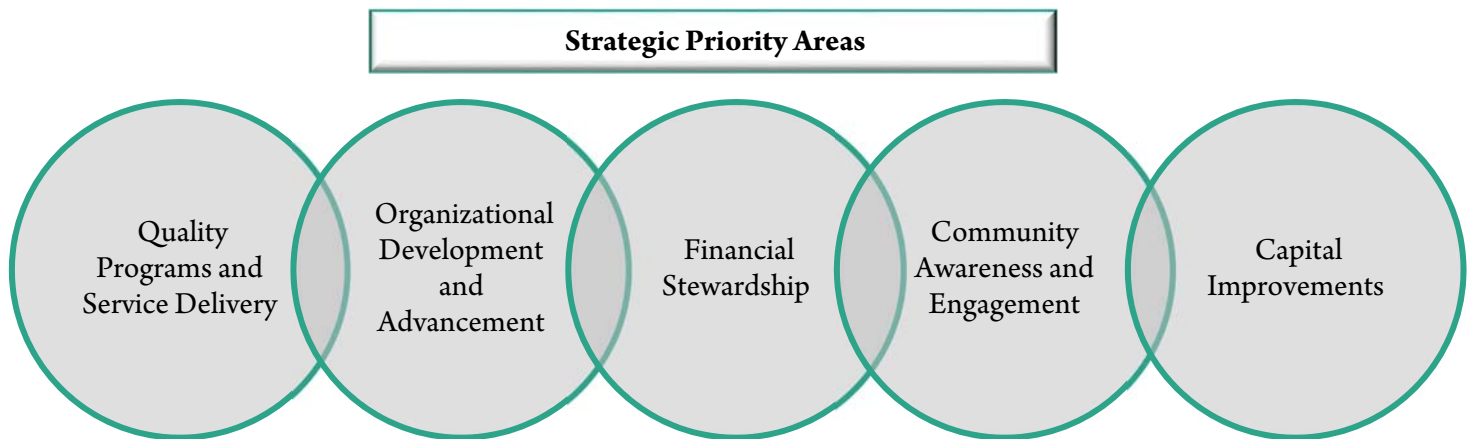 Strategic Priority Areas
Quality
Programs and
Service Delivery
Organizational
Development
and
Advancement
Financial
Stewardship
Community
Awareness and
Engagement
Capital
Improvements